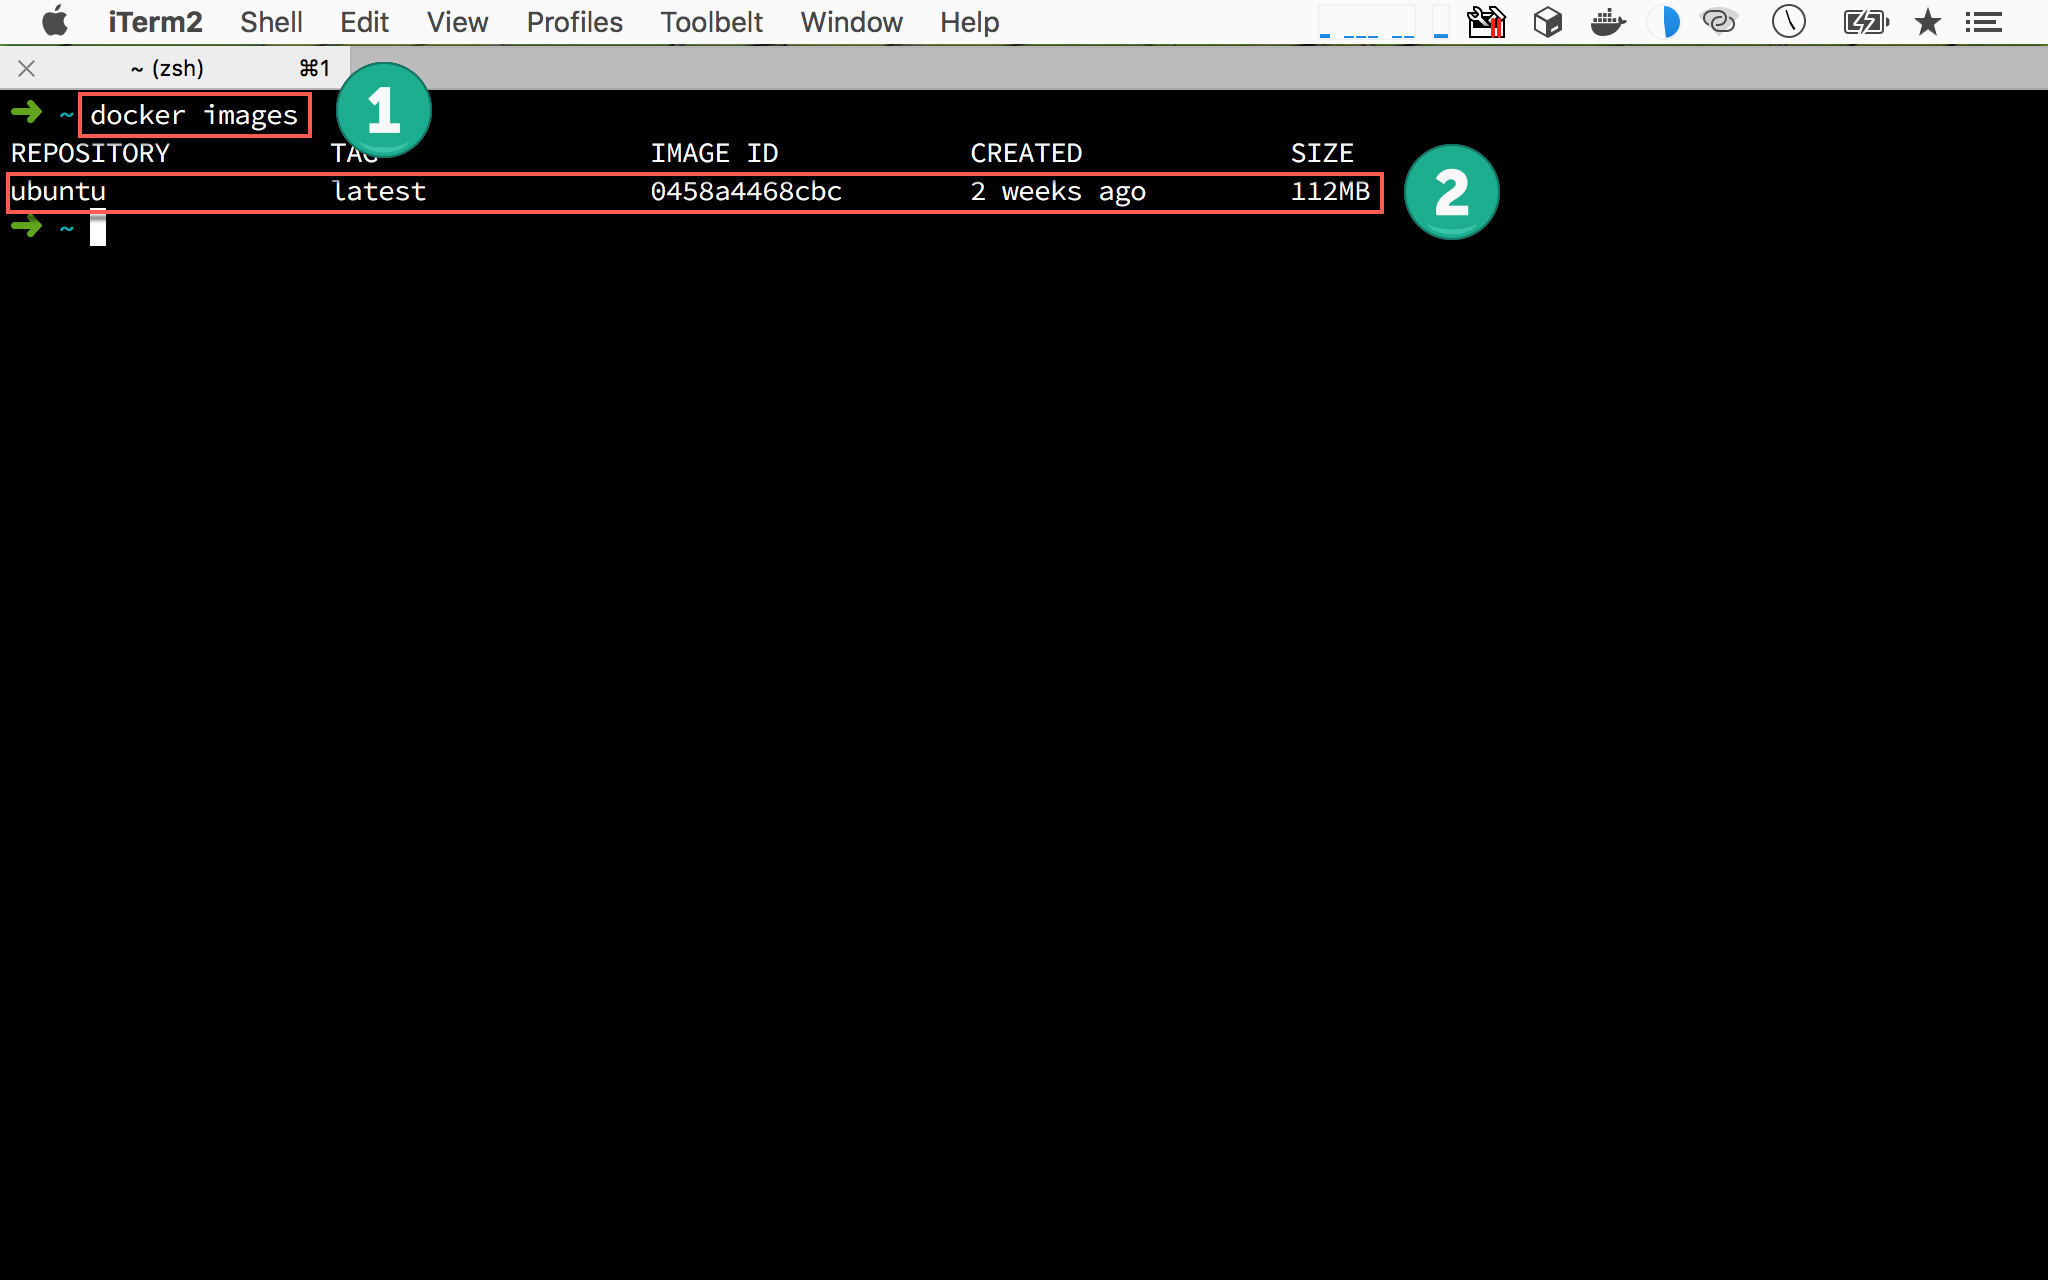 iTerm2 Shell Edit View Profiles Toolbelt Window Help
~ (zsh) ⌘1
➜ ~ docker images 1
REPOSITORY TAG IMAGE ID CREATED SIZE
ubuntu latest 0458a4468cbc 2 weeks ago 112MB 2
➜ ~